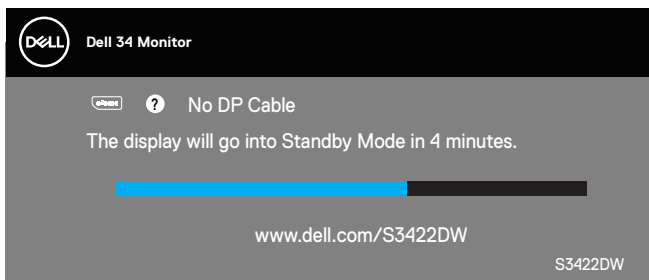 DELL
Dell 34 Monitor
? No DP Cable
The display will go into Standby Mode in 4 minutes.
www.dell.com/S3422DW
S3422DW